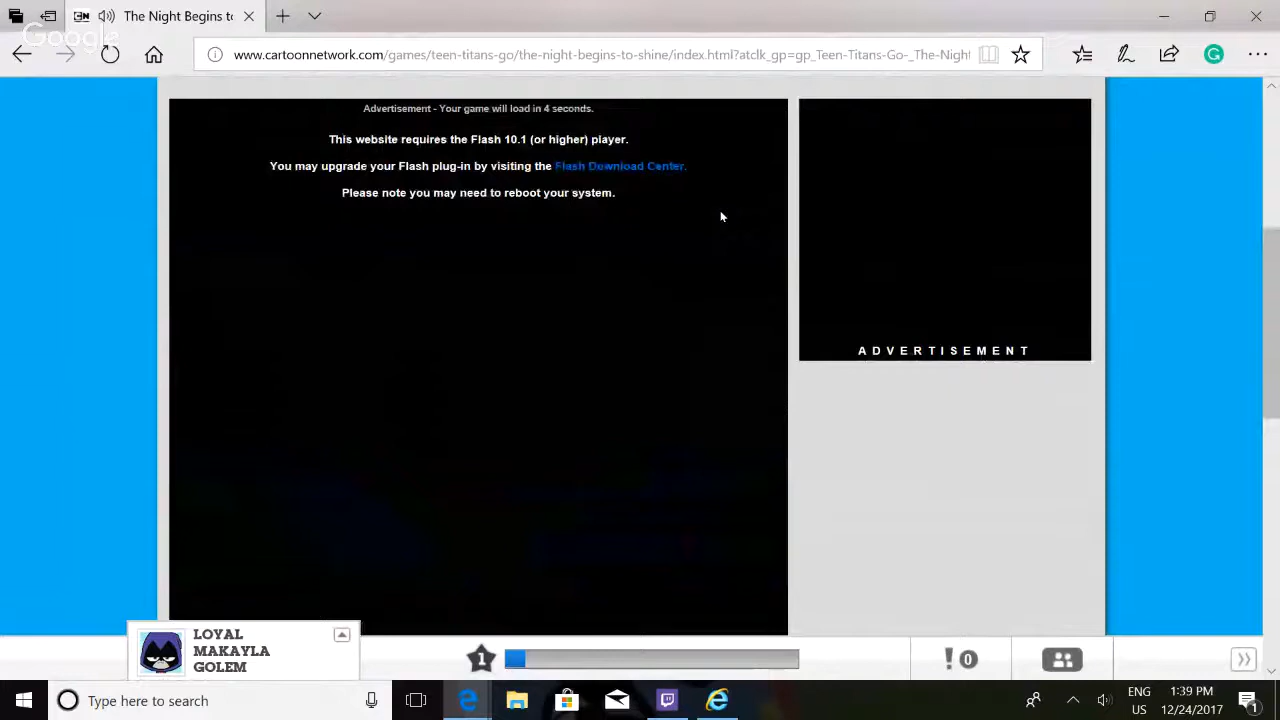 The Night Begins to
Google
www.cartoonnetwork.com/games/teen-titans-go/the-night-begins-to-shine/index.html?atclk_gp=gp_Teen-Titans-Go-_The-Night
Advertisement - Your game will load in 4 seconds.
This website requires the Flash 10.1 (or higher) player.
You may upgrade your Flash plug-in by visiting the Flash Download Center.
Please note you may need to reboot your system.
ADVERTISEMENT
LOYAL
MAKAYLA
GOLEM
1
! 0
Type here to search
ENG
US
1:39 PM
12/24/2017
1